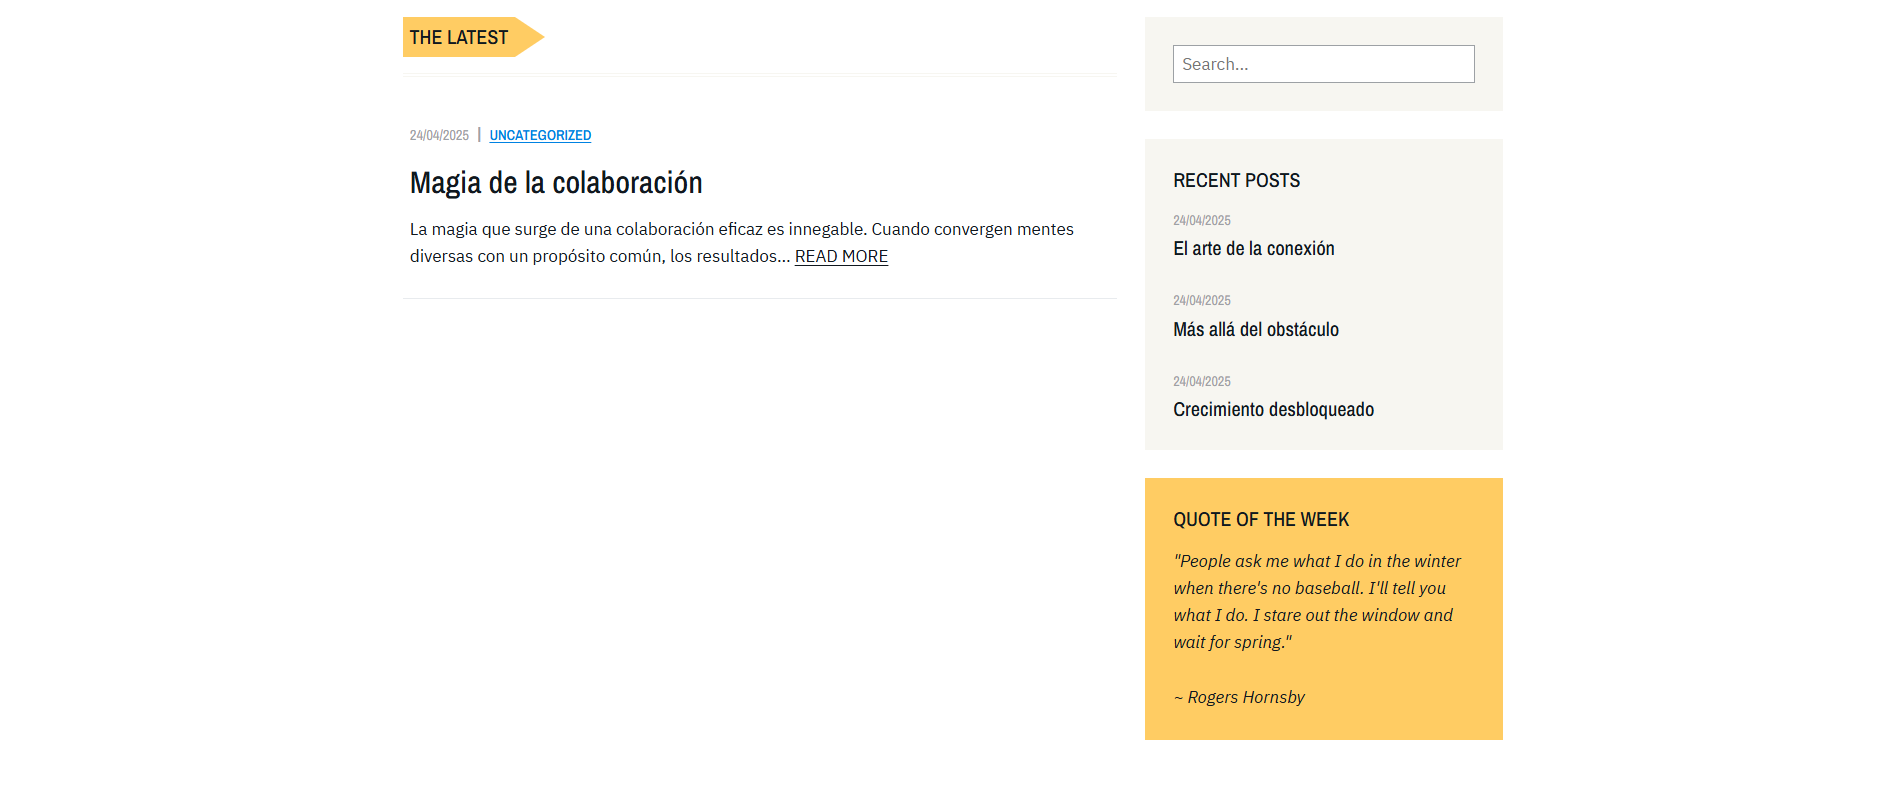 THE LATEST
24/04/2025 | UNCATEGORIZED
Magia de la colaboración
La magia que surge de una colaboración eficaz es innegable. Cuando convergen mentes
diversas con un propósito común, los resultados... READ MORE
Search...
RECENT POSTS
24/04/2025
El arte de la conexión
24/04/2025
Más allá del obstáculo
24/04/2025
Crecimiento desbloqueado
QUOTE OF THE WEEK
"People ask me what I do in the winter
when there's no baseball. I'll tell you
what I do. I stare out the window and
wait for spring."
~ Rogers Hornsby